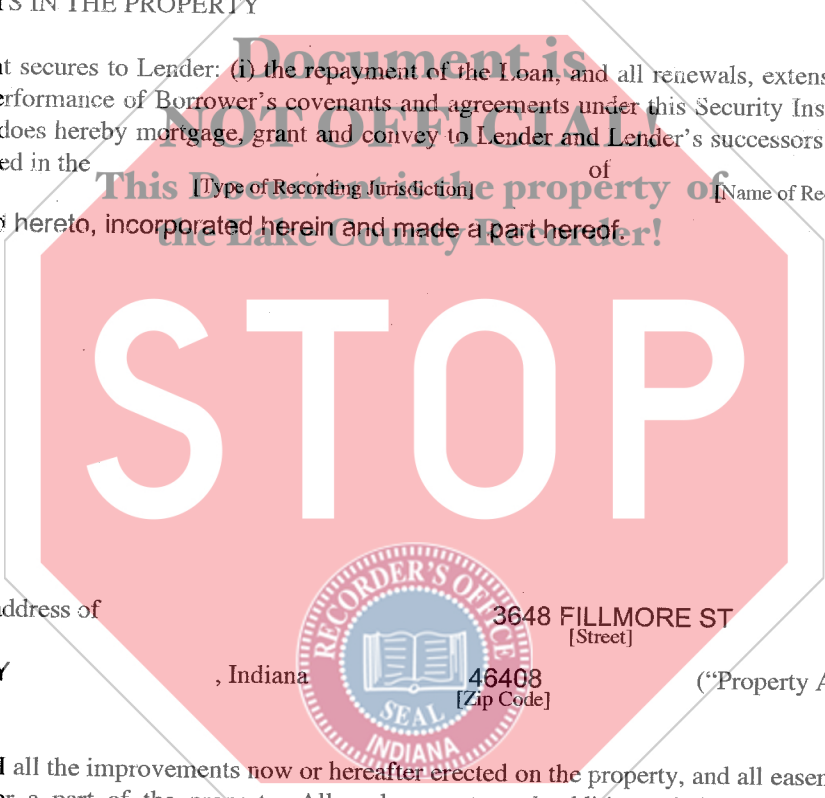 TS IN THE PROPERTY
Document is
t secures to Lender: (i) the repayment of the Loan, and all renewals, extens
erformance of Borrower's covenants and agreements under this Security Ins
NOT OFFICIAL
does hereby mortgage, grant and convey to Lender and Lender's successors
ed in the of
This Document is the property of
[Type of Recording Jurisdiction] [Name of Re
hereto, incorporated herein and made a part hereof.
the Lake County Recorder!
STOP
RECORDER'S OFFICE
address of 3648 FILLMORE ST
[Street]
Y , Indiana 46408 ("Property A
[Zip Code]
SEAL
INDIANA
all the improvements now or hereafter erected on the property, and all easem